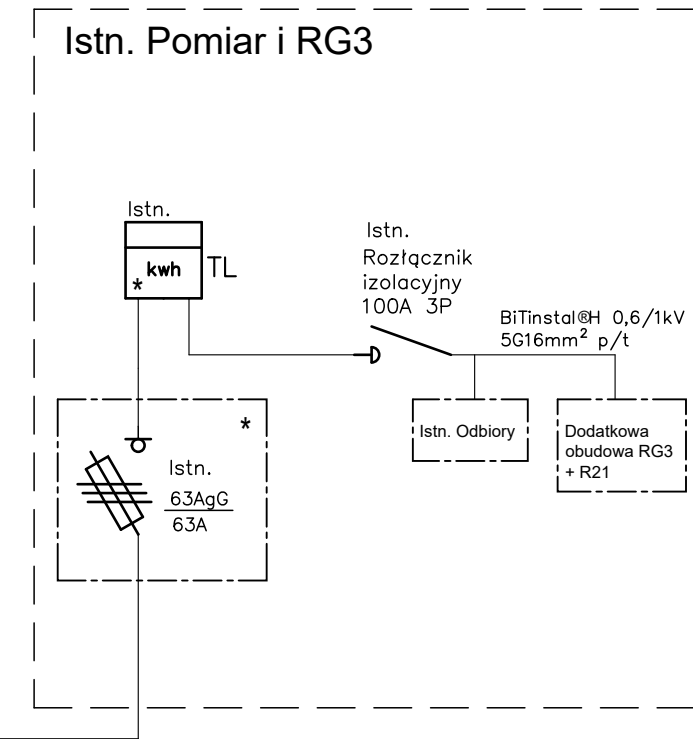 Istn. Pomiar i RG3
Istn.
kwh
TL
*
Istn.
Rozłącznik
izolacyjny
100A 3P
BiTinstal®H 0,6/1kV
5G16mm² p/t
Istn. Odbiory
Dodatkowa
obudowa RG3
+ R21
*
Istn.
63AgG
63A